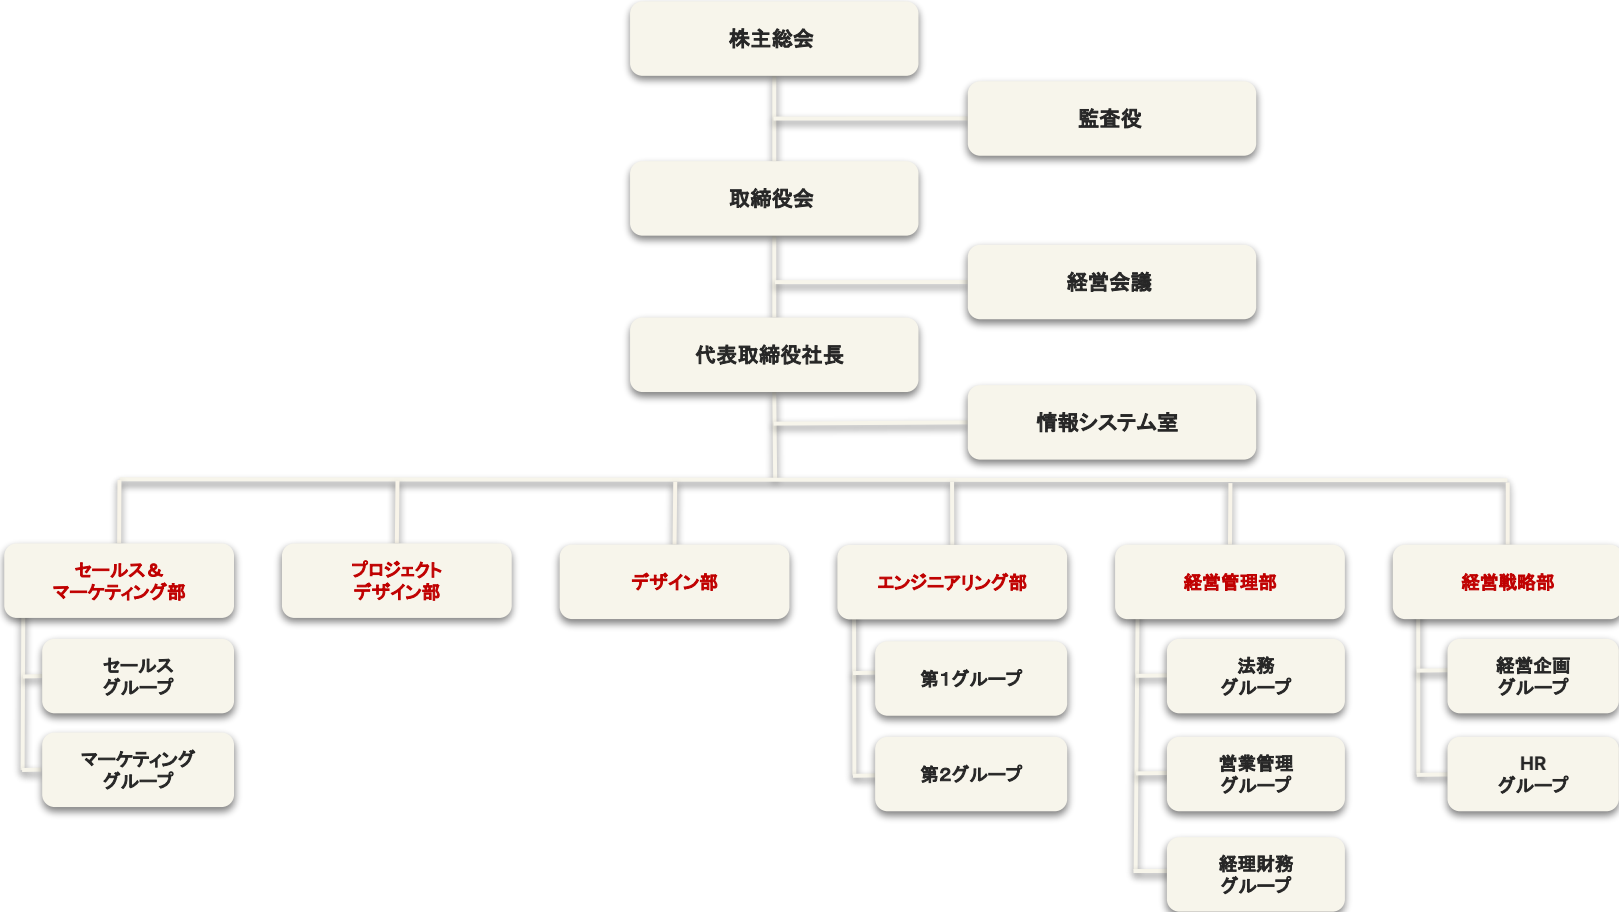 株主総会
監査役
取締役会
経営会議
代表取締役社長
情報システム室
セールス＆
マーケティング部
プロジェクト
デザイン部
デザイン部
エンジニアリング部
経営管理部
経営戦略部
セールス
グループ
マーケティング
グループ
第1グループ
第2グループ
法務
グループ
営業管理
グループ
経理財務
グループ
経営企画
グループ
HR
グループ